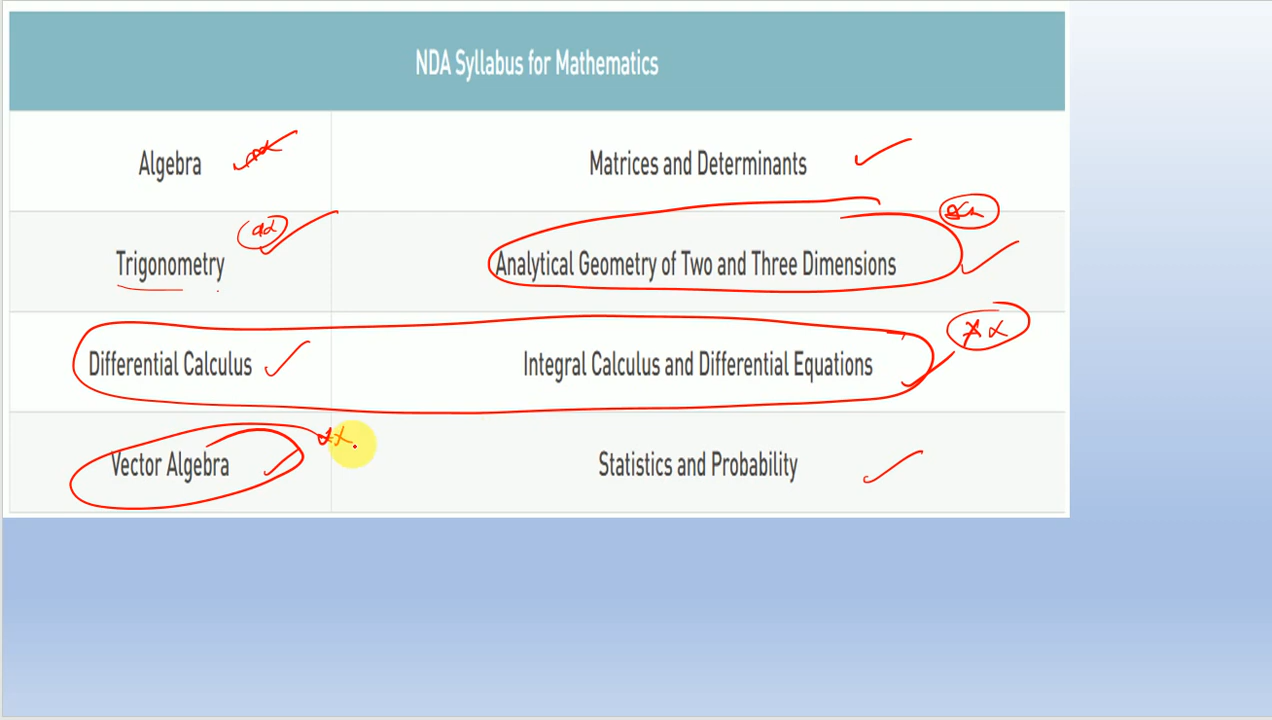 NDA Syllabus for Mathematics
Algebra
Matrices and Determinants
Trigonometry
Analytical Geometry of Two and Three Dimensions
Differential Calculus
Integral Calculus and Differential Equations
Vector Algebra
Statistics and Probability